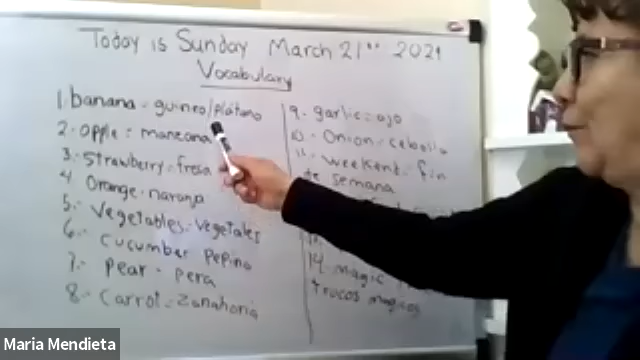 Today is Sunday March 21st 2021
Vocabulary
1. banana = guineo/Plátano
2. apple = manzana
3. Strawberry = fresa
4 Orange = naranja
5. Vegetables = Vegetales
6. Cucumber pepino
7. Pear = Pera
8. Carrot = Zanahoria
9. garlic = ajo
10. Onion = cebolla
11. weekent = fin
de semana
14. magic
trucos magicos
Maria Mendieta